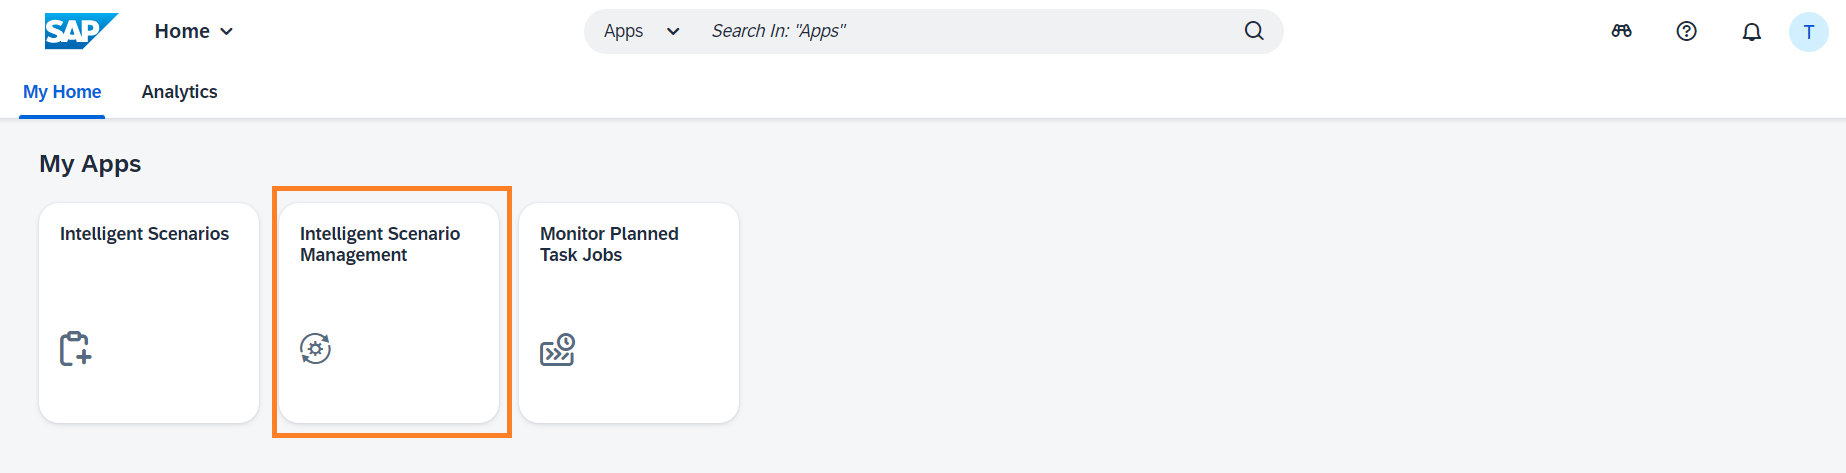 SAP Home Apps Search In: "Apps" T
My Home Analytics
My Apps
Intelligent Scenarios
Intelligent Scenario
Management
Monitor Planned
Task Jobs